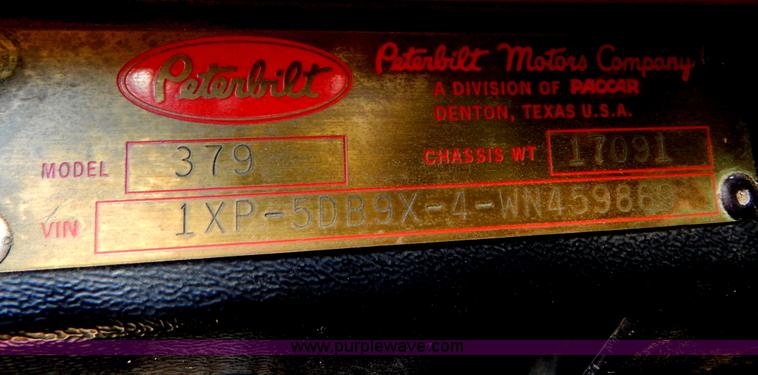 Peterbilt
Peterbilt Motors Company
A DIVISION OF PACCAR
DENTON, TEXAS U.S.A.
MODEL 379
CHASSIS WT 17091
VIN 1XP-5DB9X-4-WN459869
www.purplewave.com